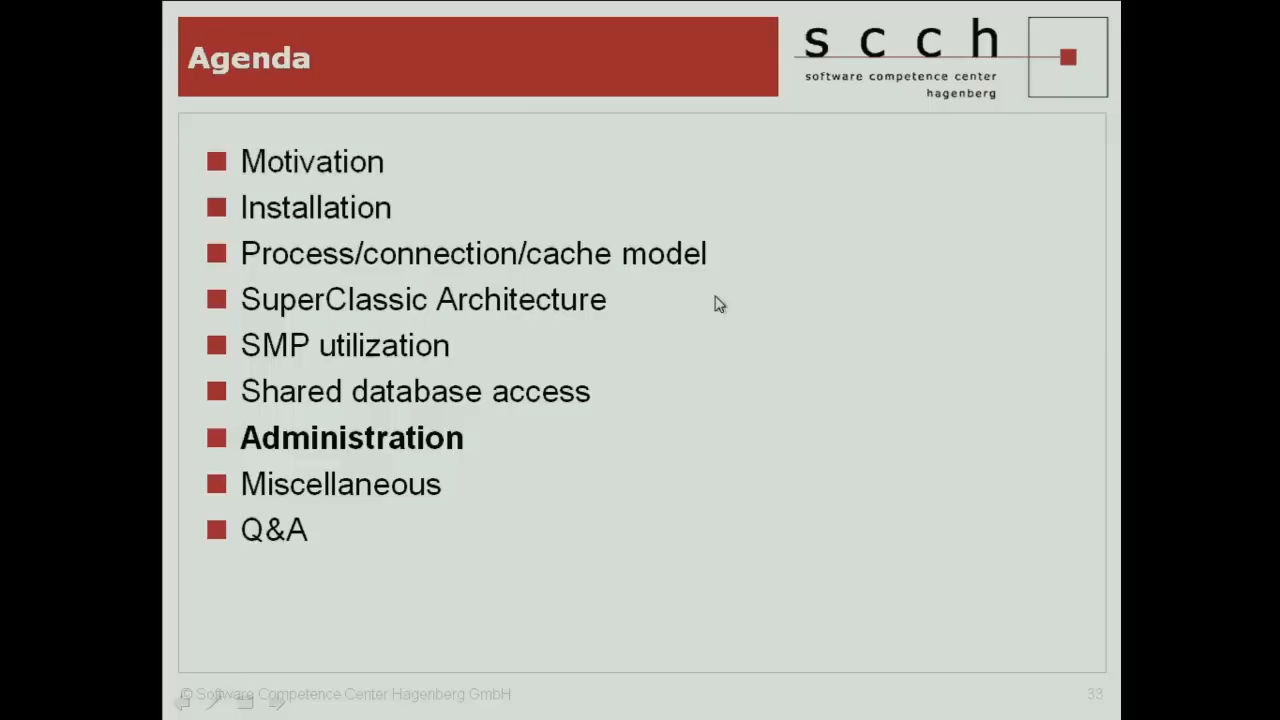 Agenda
s c c h
software competence center
hagenberg
Motivation
Installation
Process/connection/cache model
SuperClassic Architecture
SMP utilization
Shared database access
Administration
Miscellaneous
Q&A
© Software Competence Center Hagenberg GmbH
33